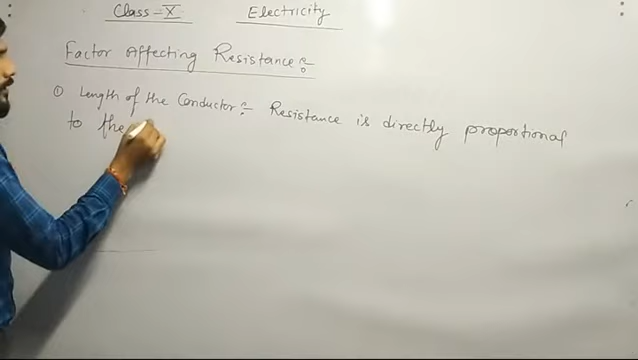 Class-X Electricity
Factor Affecting Resistance:-
① Length of the Conductor:- Resistance is directly proportional
to the